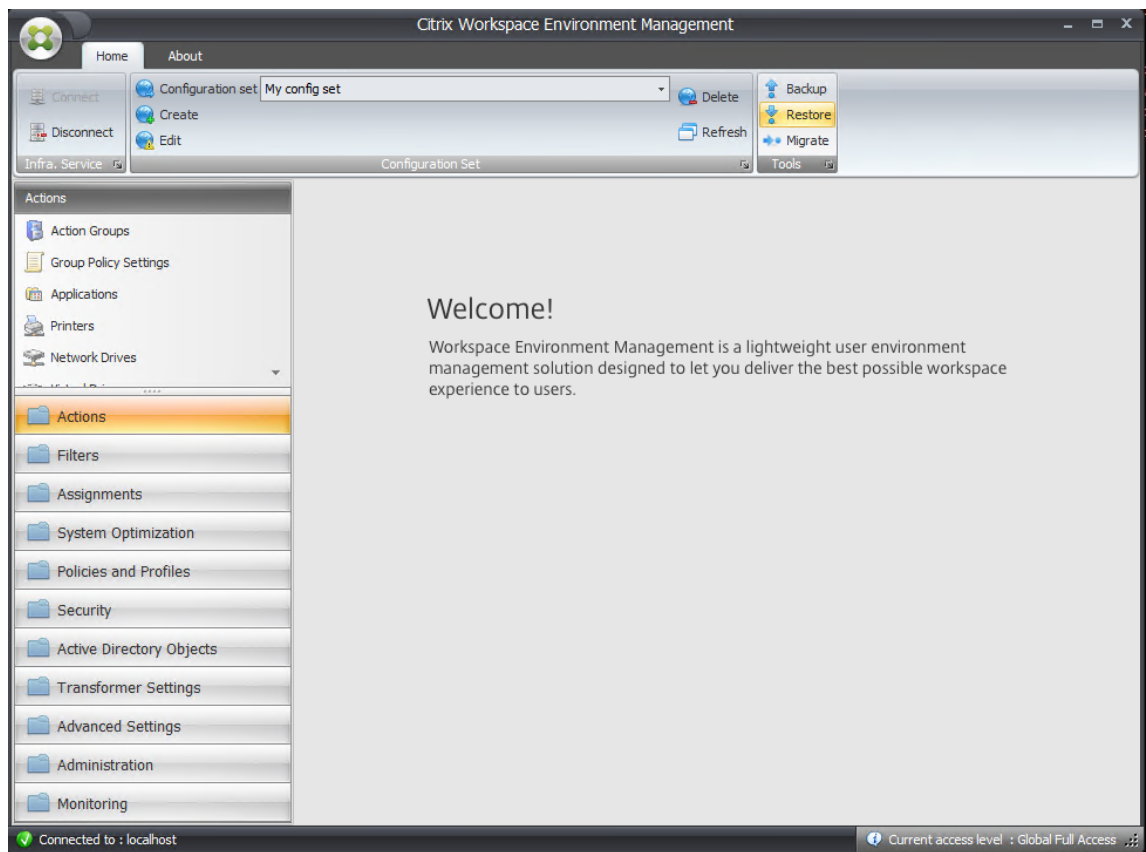 Citrix Workspace Environment Management
Home About
Connect
Disconnect
Infra. Service
Configuration set My config set
Create
Edit
Delete
Refresh
Configuration Set
Backup
Restore
Migrate
Tools
Actions
Action Groups
Group Policy Settings
Applications
Printers
Network Drives
Actions
Filters
Assignments
System Optimization
Policies and Profiles
Security
Active Directory Objects
Transformer Settings
Advanced Settings
Administration
Monitoring
Welcome!
Workspace Environment Management is a lightweight user environment
management solution designed to let you deliver the best possible workspace
experience to users.
Connected to : localhost
Current access level : Global Full Access